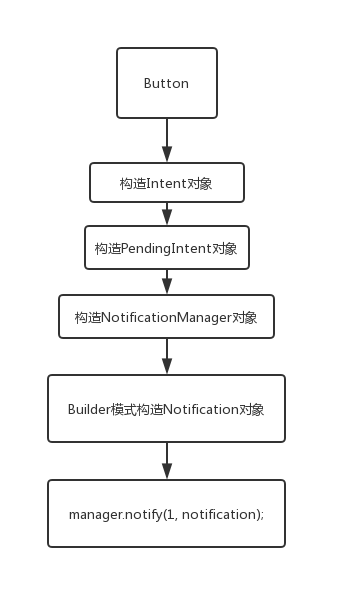 Button
构造Intent对象
构造PendingIntent对象
构造NotificationManager对象
Builder模式构造Notification对象
manager.notify(1, notification);